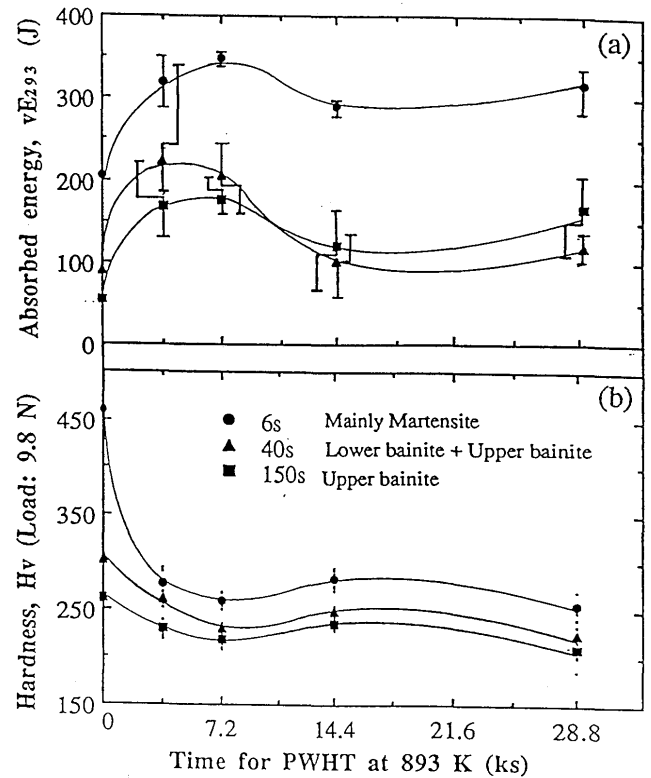 400
(a)
300
200
100
0
Absorbed energy, vE293 (J)
(b)
450
350
250
150
Hardness, Hv (Load: 9.8 N)
6s Mainly Martensite
40s Lower bainite + Upper bainite
150s Upper bainite
0 7.2 14.4 21.6 28.8
Time for PWHT at 893 K (ks)